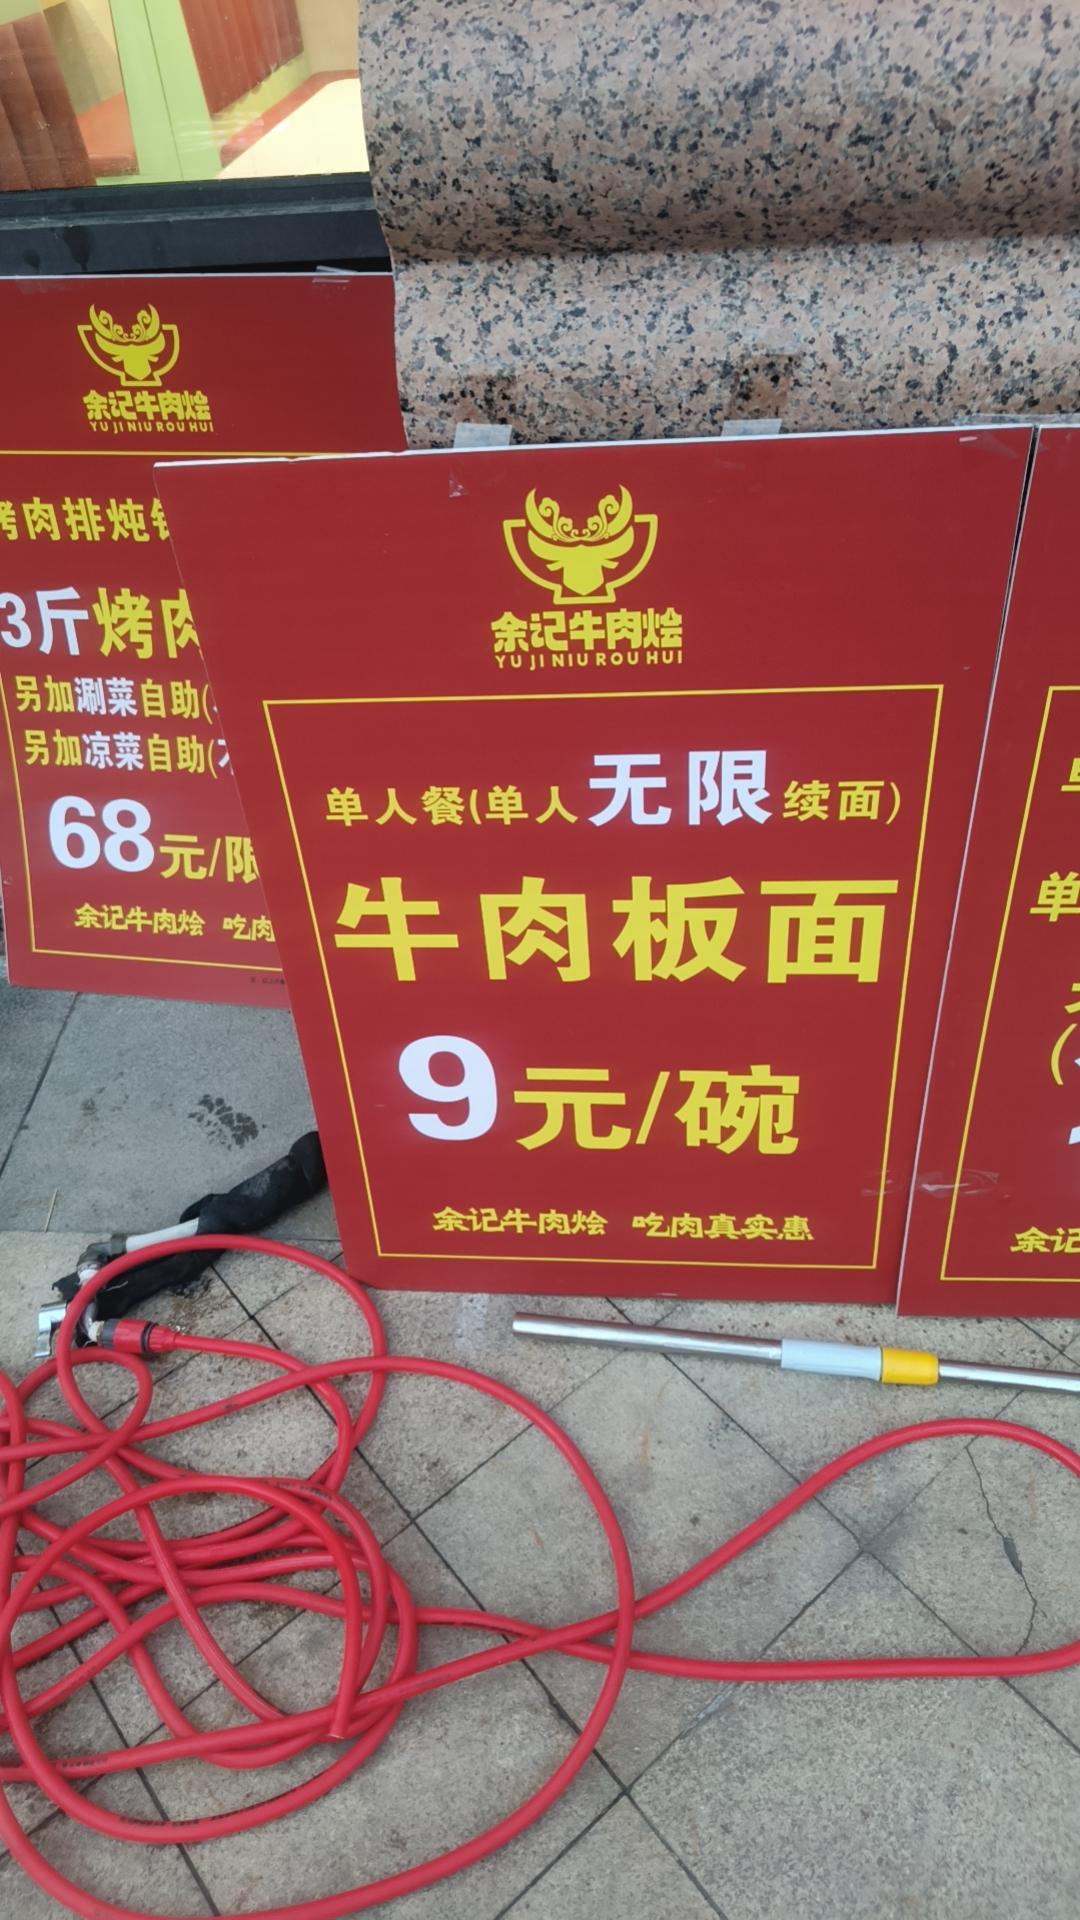 余记牛肉烩
YU JI NIU ROU HUI
烤肉排炖锅
3斤烤肉
另加涮菜自助(
另加凉菜自助(
68元/限
余记牛肉烩 吃肉
余记牛肉烩
YU JI NIU ROU HUI
单人餐(单人无限续面)
牛肉板面
9元/碗
余记牛肉烩 吃肉真实惠
单
(
余记